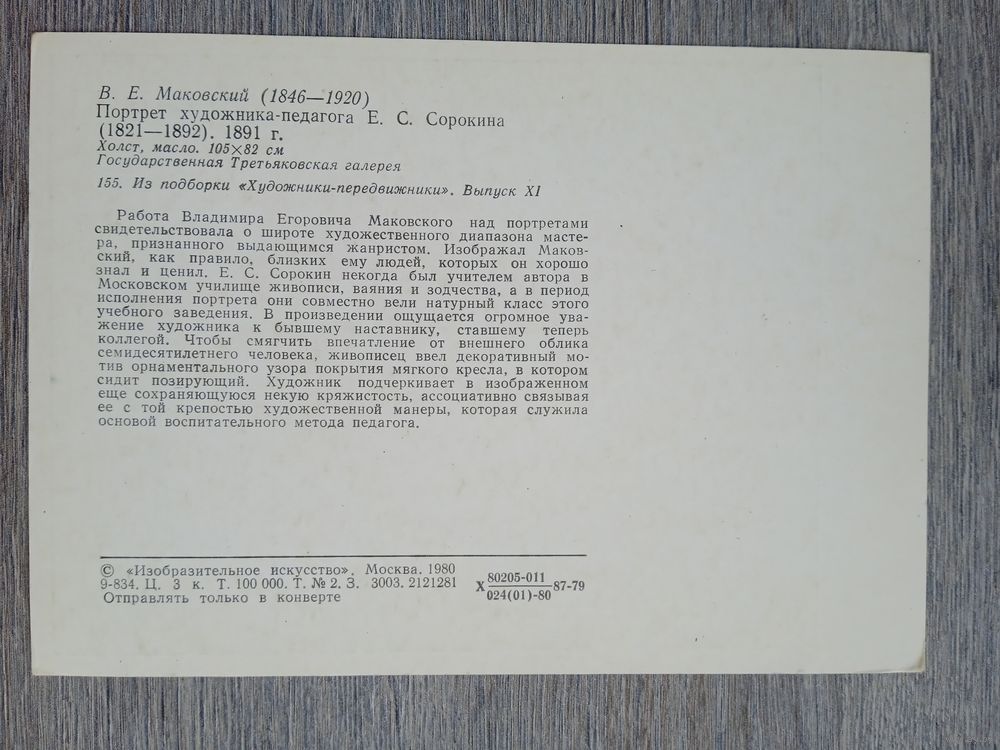 В. Е. Маковский (1846—1920)
Портрет художника-педагога Е. С. Сорокина
(1821—1892). 1891 г.
Холст, масло. 105×82 см
Государственная Третьяковская галерея
155. Из подборки «Художники-передвижники». Выпуск XI
Работа Владимира Егоровича Маковского над портретами
свидетельствовала о широте художественного диапазона масте-
ра, признанного выдающимся жанристом. Изображал Маков-
ский, как правило, близких ему людей, которых он хорошо
знал и ценил. Е. С. Сорокин некогда был учителем автора в
Московском училище живописи, ваяния и зодчества, а в период
исполнения портрета они совместно вели натурный класс этого
учебного заведения. В произведении ощущается огромное ува-
жение художника к бывшему наставнику, ставшему теперь
коллегой. Чтобы смягчить впечатление от внешнего облика
семидесятилетнего человека, живописец ввел декоративный мо-
тив орнаментального узора покрытия мягкого кресла, в котором
сидит позирующий. Художник подчеркивает в изображенном
еще сохраняющуюся некую кряжистость, ассоциативно связывая
ее с той крепостью художественной манеры, которая служила
основой воспитательного метода педагога.
© «Изобразительное искусство». Москва. 1980
9-834. Ц. 3 к. Т. 100 000. Т. № 2. З. 3003. 2121281
Отправлять только в конверте
80205-011
X 87-79
024(01)-80